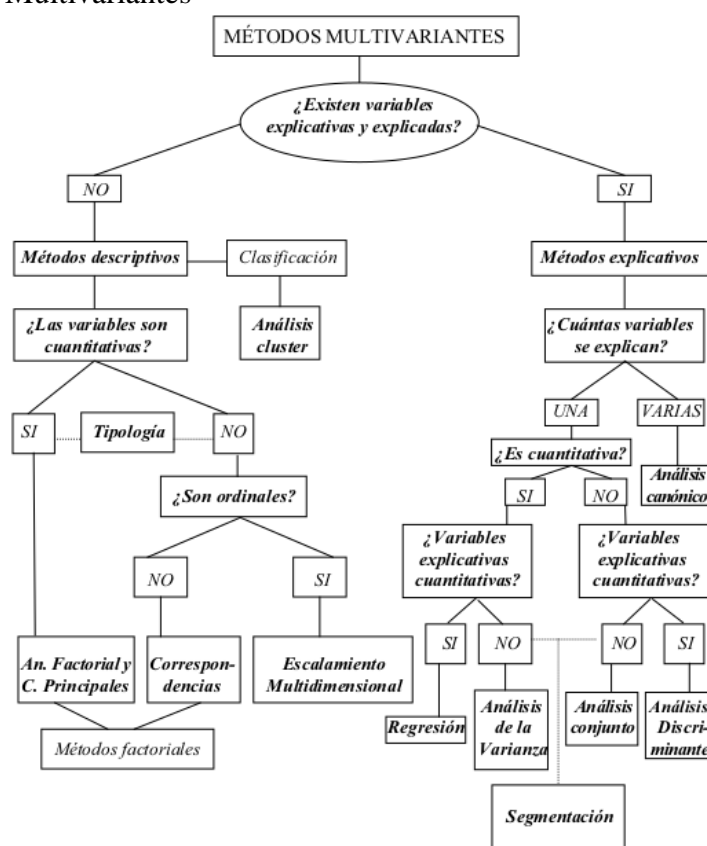 Multivariantes
MÉTODOS MULTIVARIANTES
¿Existen variables
explicativas y explicadas?
NO
SI
Métodos descriptivos
Clasificación
Métodos explicativos
¿Las variables son
cuantitativas?
Análisis
cluster
¿Cuántas variables
se explican?
SI
Tipología
NO
UNA
VARIAS
¿Es cuantitativa?
Análisis
canónico
¿Son ordinales?
SI
NO
NO
SI
¿Variables
explicativas
cuantitativas?
¿Variables
explicativas
cuantitativas?
An. Factorial y
C. Principales
Correspon-
dencias
Escalamiento
Multidimensional
SI
NO
NO
SI
Métodos factoriales
Regresión
Análisis
de la
Varianza
Análisis
conjunto
Análisis
Discri-
minante
Segmentación